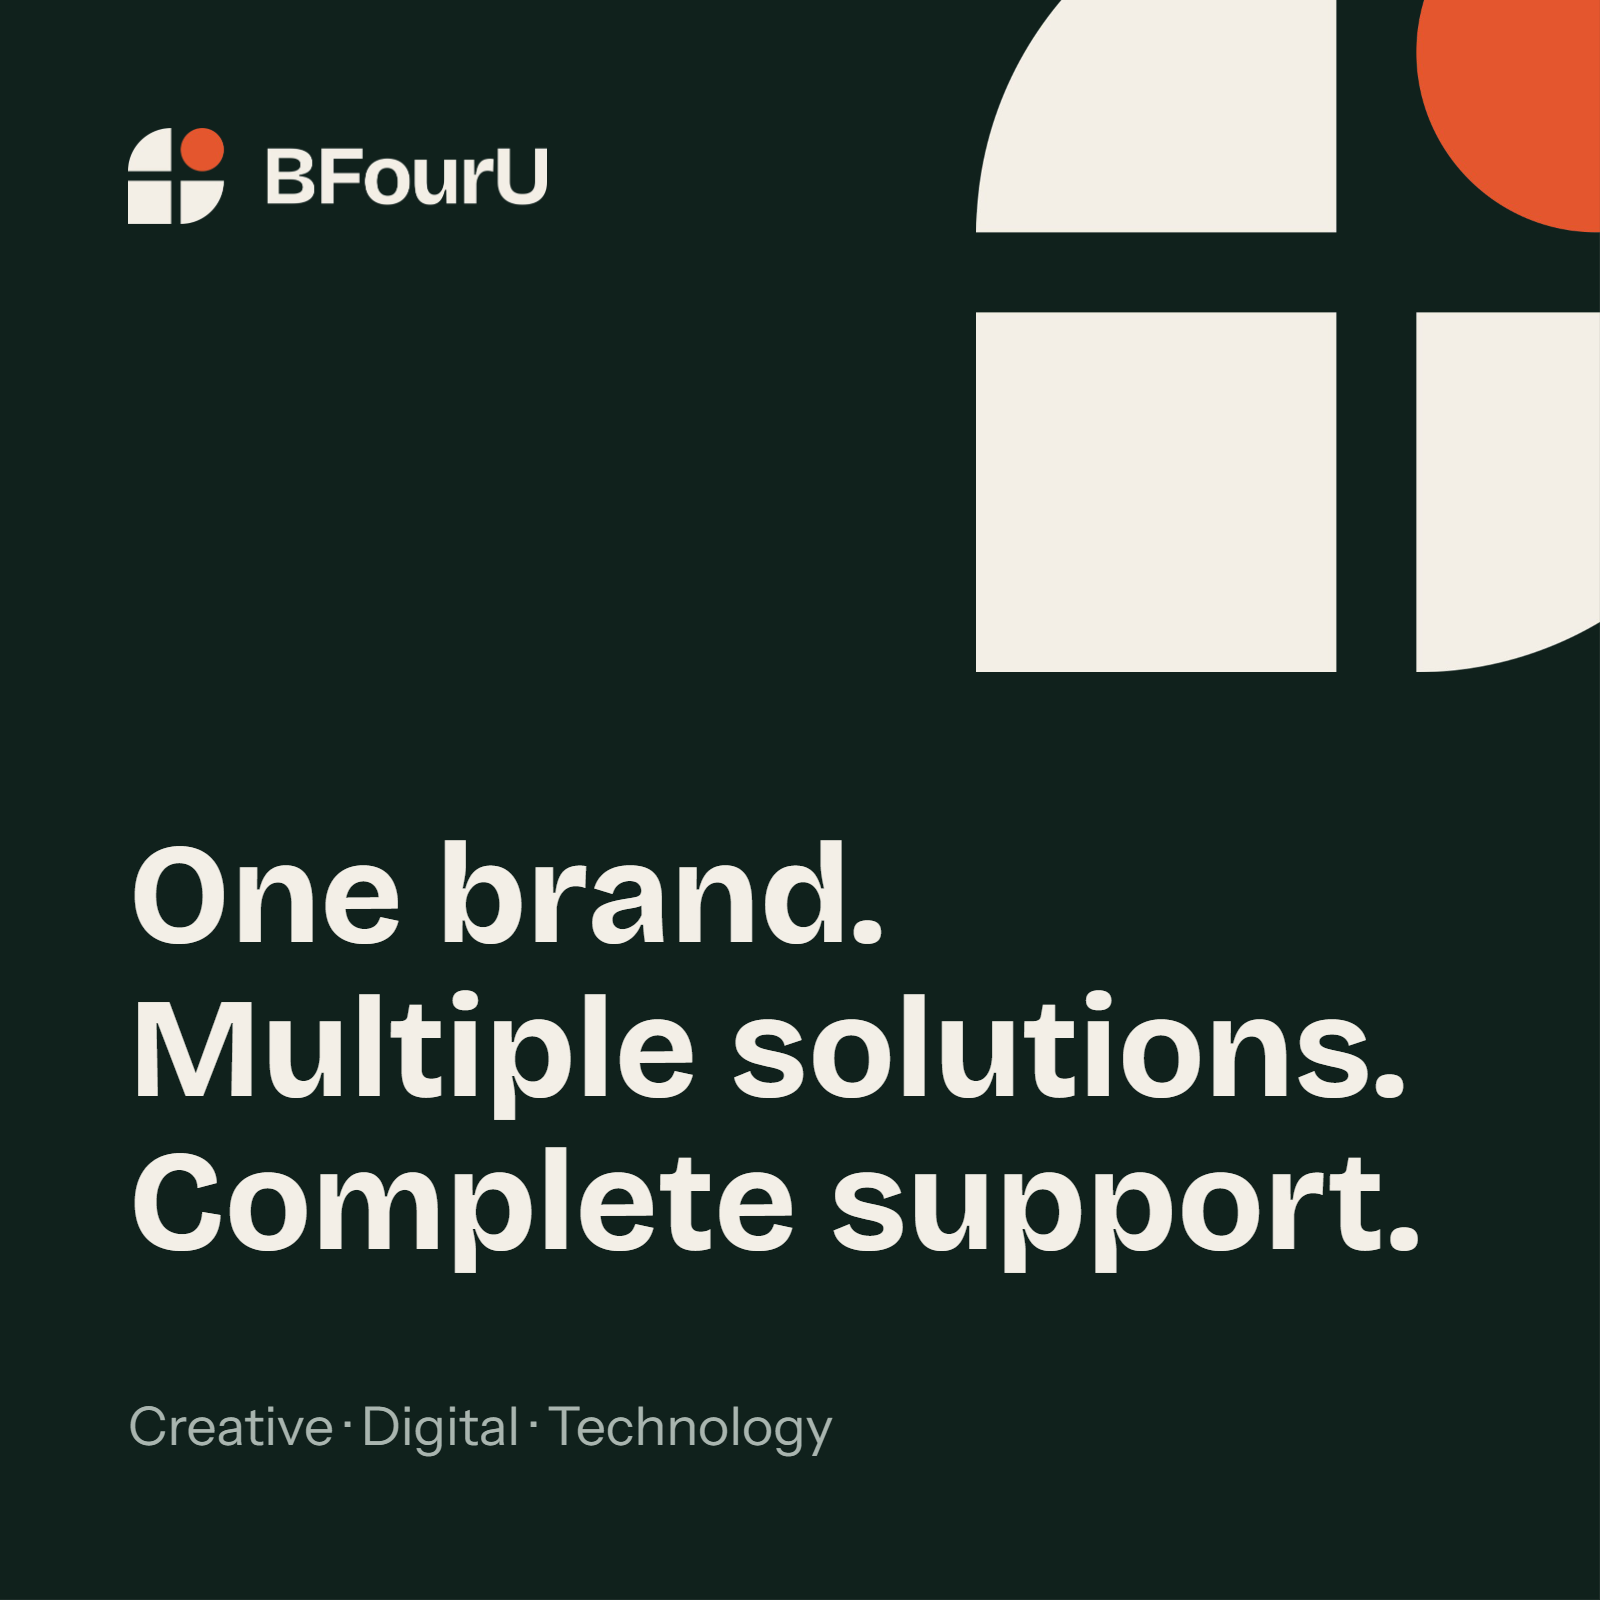 BFourU
One brand.
Multiple solutions.
Complete support.
Creative · Digital · Technology